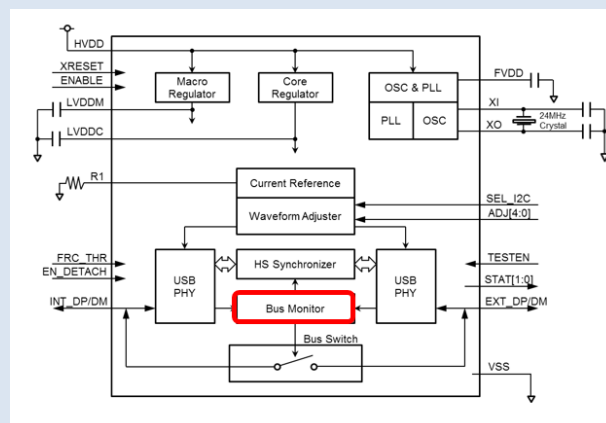 HVDD
XRESET
ENABLE
LVDDM
LVDDC
Macro
Regulator
Core
Regulator
OSC & PLL
PLL
OSC
FVDD
XI
XO
24MHz
Crystal
R1
Current Reference
Waveform Adjuster
SEL_I2C
ADJ[4:0]
FRC_THR
EN_DETACH
INT_DP/DM
USB
PHY
HS Synchronizer
Bus Monitor
USB
PHY
TESTEN
STAT[1:0]
EXT_DP/DM
Bus Switch
VSS